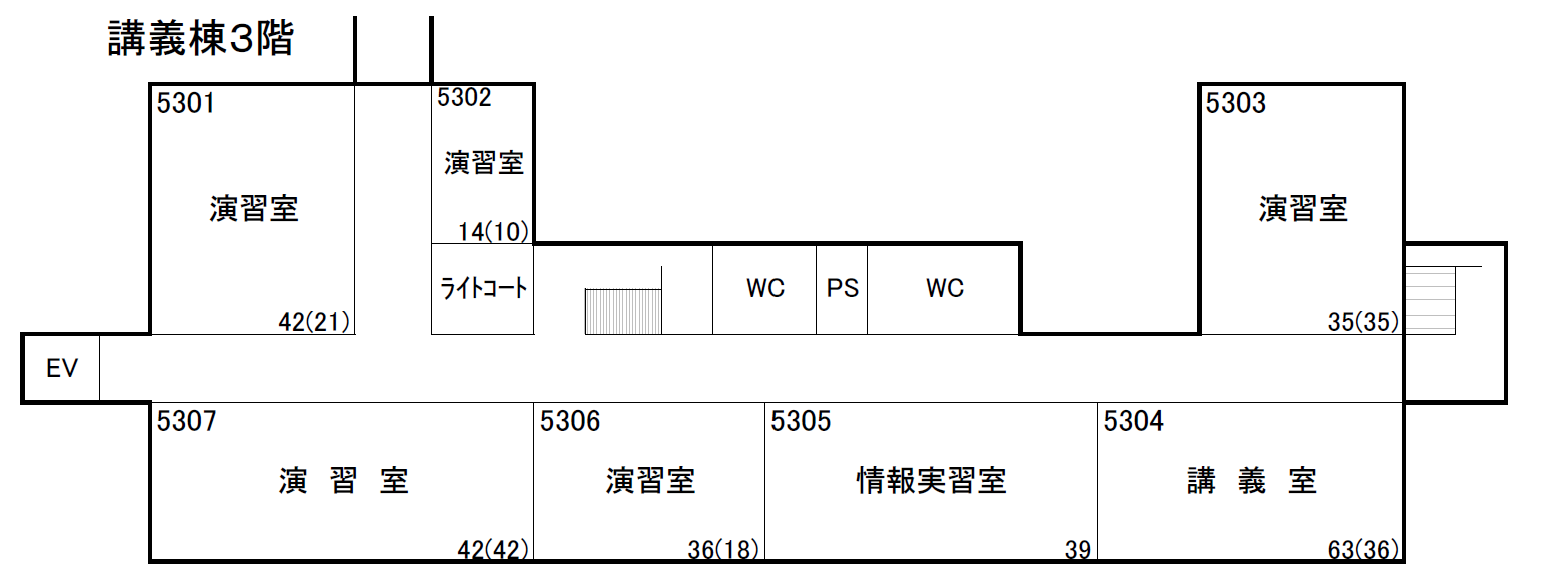 講義棟3階
5301
演習室
42(21)
5302
演習室
14(10)
ライトコート
WC
PS
WC
5303
演習室
35(35)
EV
5307
演習室
42(42)
5306
演習室
36(18)
5305
情報実習室
39
5304
講義室
63(36)